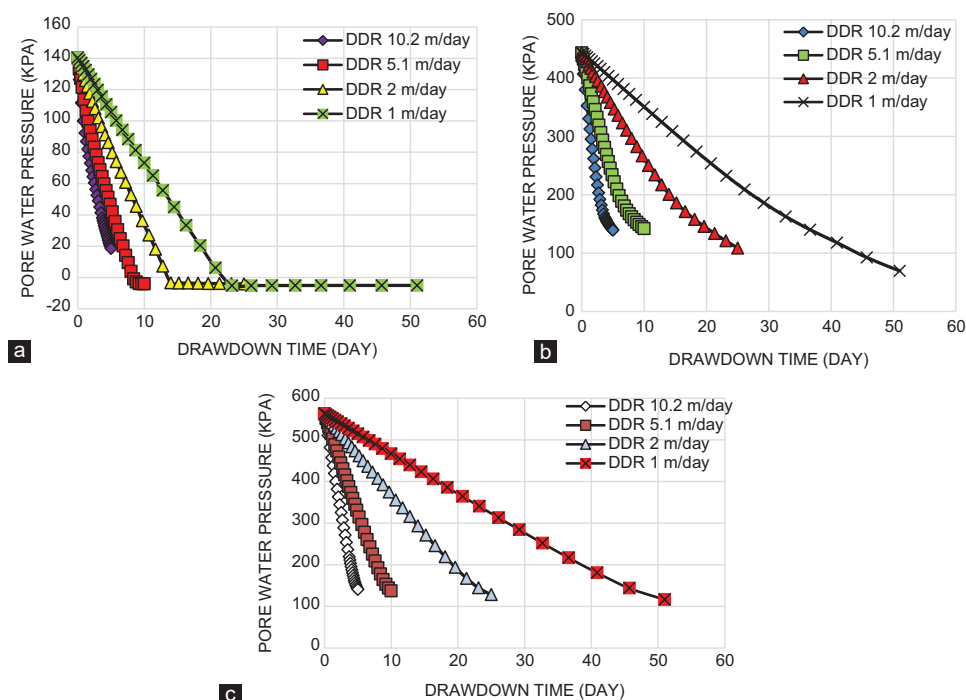 PORE WATER PRESSURE (KPA)
160
140
120
100
80
60
40
20
0
-20
0 10 20 30 40 50 60
DRAWDOWN TIME (DAY)
DDR 10.2 m/day
DDR 5.1 m/day
DDR 2 m/day
DDR 1 m/day
a
PORE WATER PRESSURE (KPA)
500
400
300
200
100
0
0 10 20 30 40 50 60
DRAWDOWN TIME (DAY)
DDR 10.2 m/day
DDR 5.1 m/day
DDR 2 m/day
DDR 1 m/day
b
PORE WATER PRESSURE (KPA)
600
500
400
300
200
100
0
0 10 20 30 40 50 60
DRAWDOWN TIME (DAY)
DDR 10.2 m/day
DDR 5.1 m/day
DDR 2 m/day
DDR 1 m/day
c